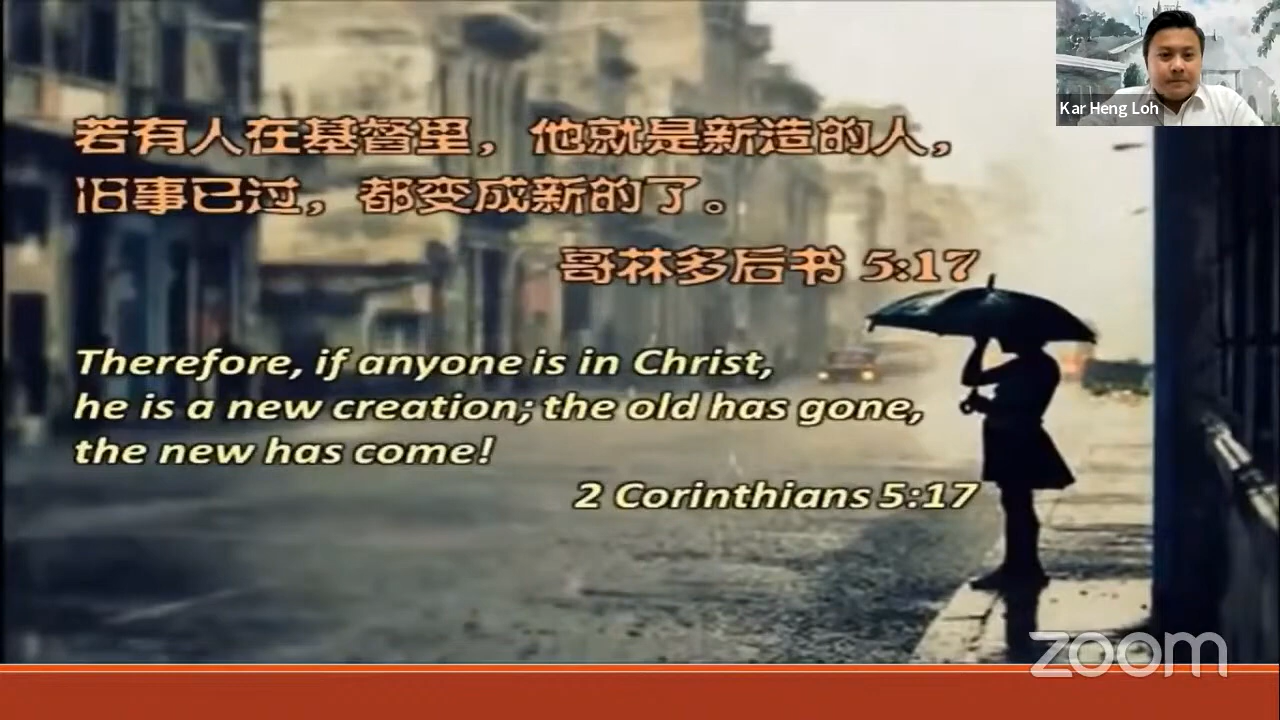 若有人在基督里，他就是新造的人，
旧事已过，都变成新的了。
哥林多后书 5:17
Therefore, if anyone is in Christ,
he is a new creation; the old has gone,
the new has come!
2 Corinthians 5:17
Kar Heng Loh
zoom